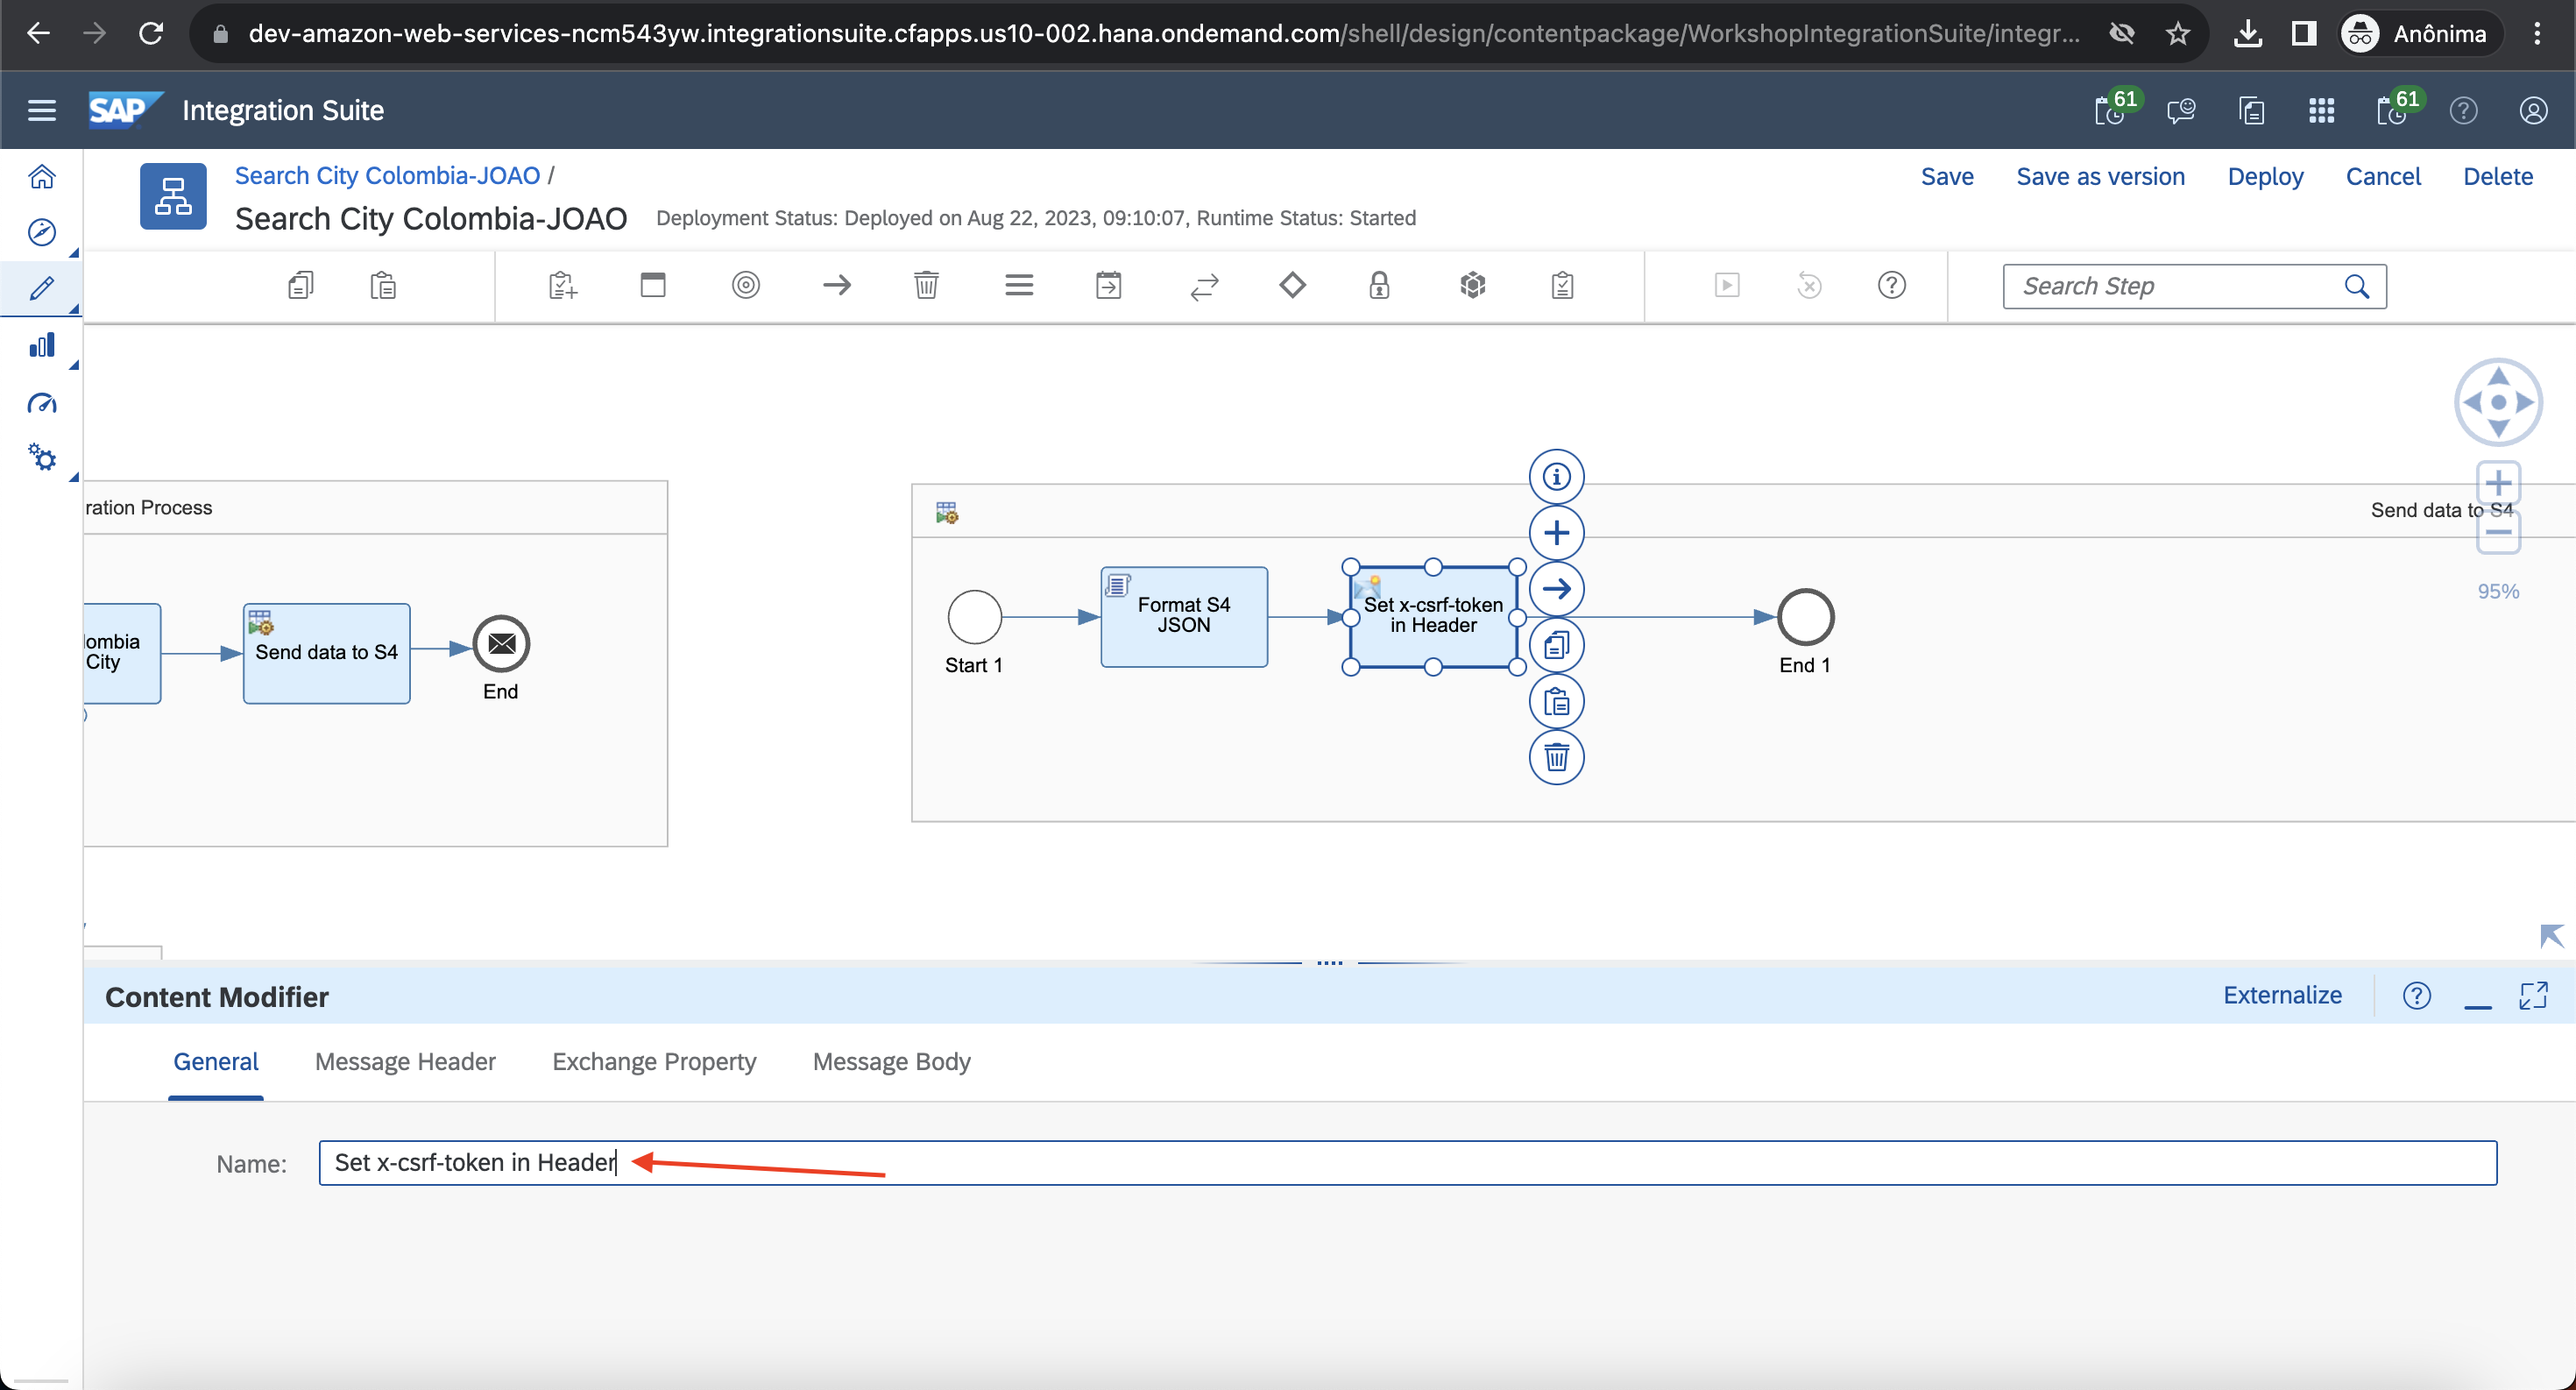 dev-amazon-web-services-ncm543yw.integrationsuite.cfapps.us10-002.hana.ondemand.com/shell/design/contentpackage/WorkshopIntegrationSuite/integr...
Anônima
SAP
Integration Suite
61
61
Search City Colombia-JOAO /
Search City Colombia-JOAO
Deployment Status: Deployed on Aug 22, 2023, 09:10:07, Runtime Status: Started
Save
Save as version
Deploy
Cancel
Delete
Search Step
ration Process
Send data to S4
lombia
City
Send data to S4
End
Start 1
Format S4
JSON
Set x-csrf-token
in Header
End 1
95%
Content Modifier
Externalize
General
Message Header
Exchange Property
Message Body
Name:
Set x-csrf-token in Header